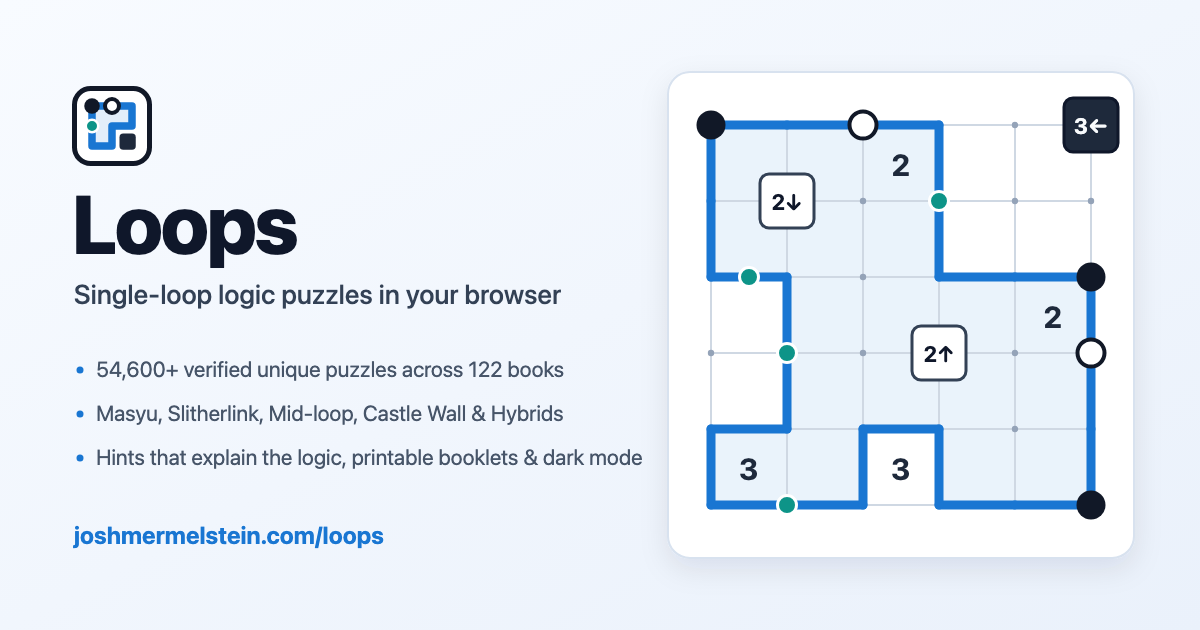 Loops
Single-loop logic puzzles in your browser
• 54,600+ verified unique puzzles across 122 books
• Masyu, Slitherlink, Mid-loop, Castle Wall & Hybrids
• Hints that explain the logic, printable booklets & dark mode
joshmermelstein.com/loops
3←
2
2↓
2
2↑
3
3